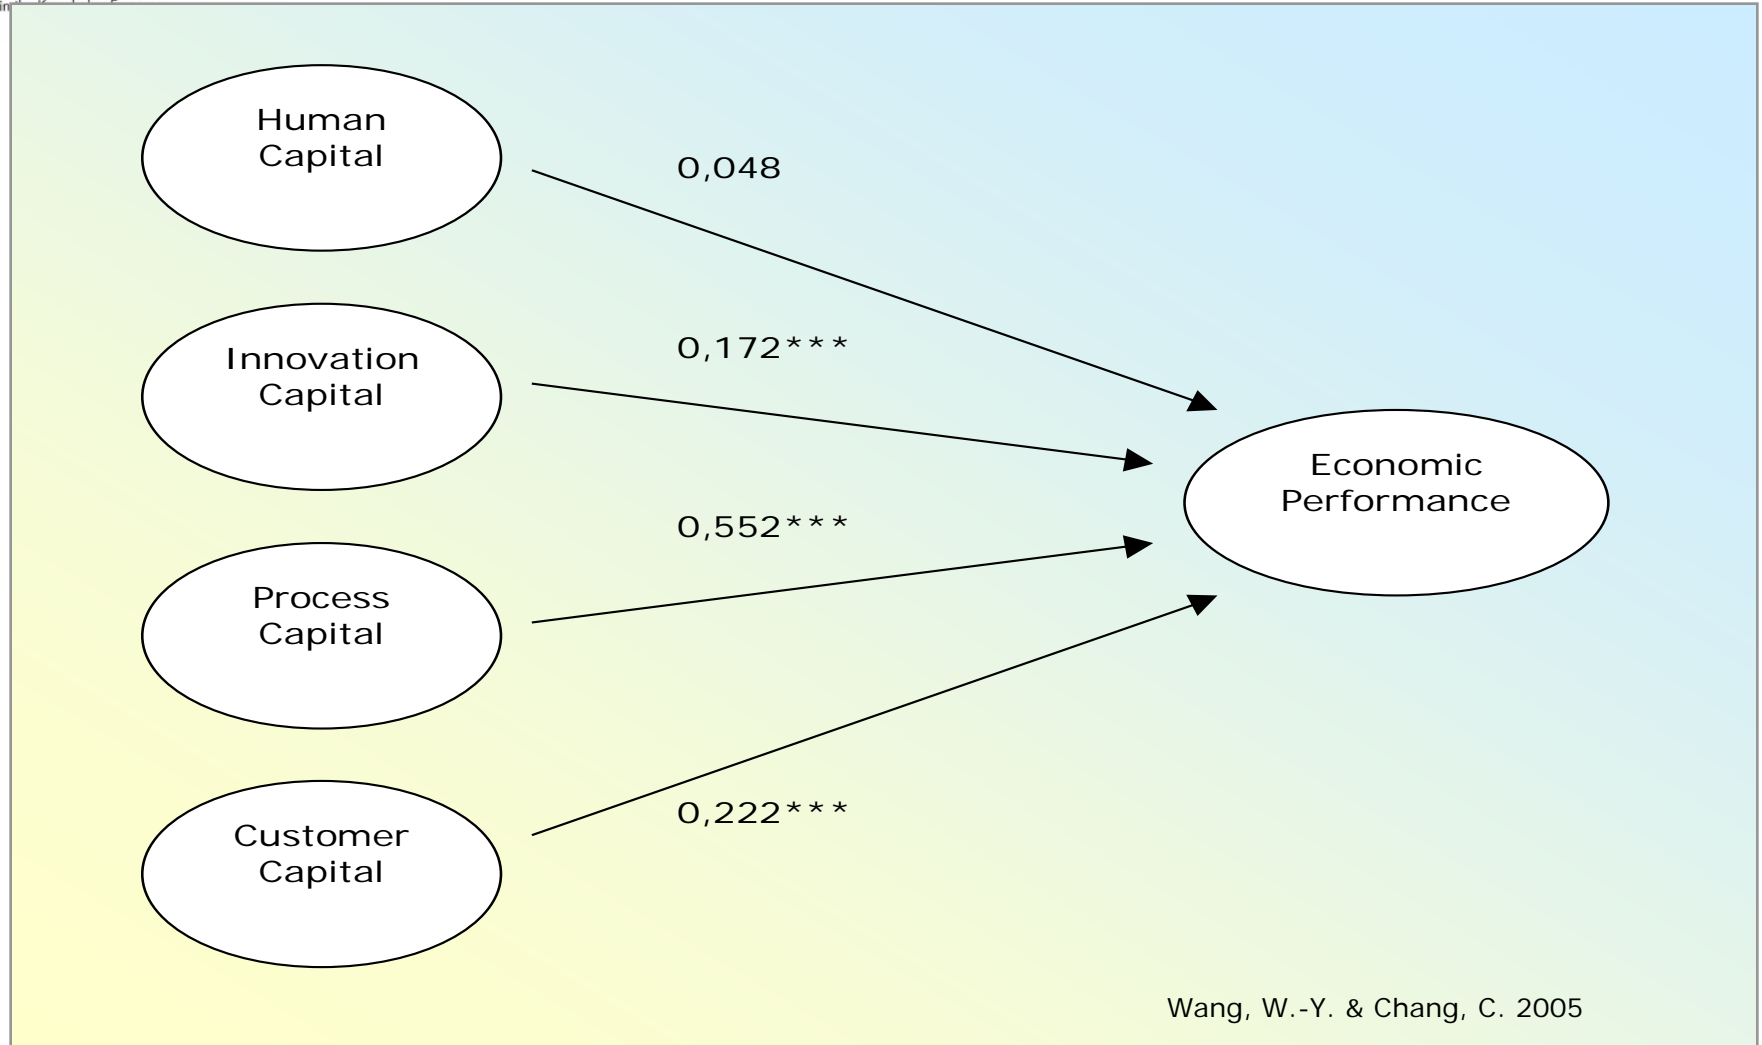 Human
Capital
0,048
Innovation
Capital
0,172***
Economic
Performance
0,552***
Process
Capital
0,222***
Customer
Capital
Wang, W.-Y. & Chang, C. 2005